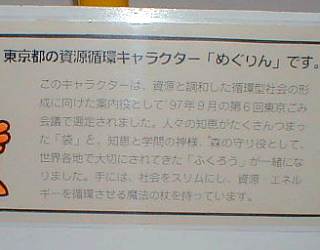 東京都の資源循環キャラクター「めぐりん」です。
このキャラクターは、資源と調和した循環型社会の形
成に向けた案内役として'97年９月の第６回東京ごみ
会議で選定されました。人々の知恵がたくさんつまっ
た「袋」を、知恵と学問の神様、"森の守り役として、
世界各地で大切にされてきた「ふくろう」が一緒にな
りました。手には、社会をスリムにし、資源・エネル
ギーを循環させる魔法の杖を持っています。